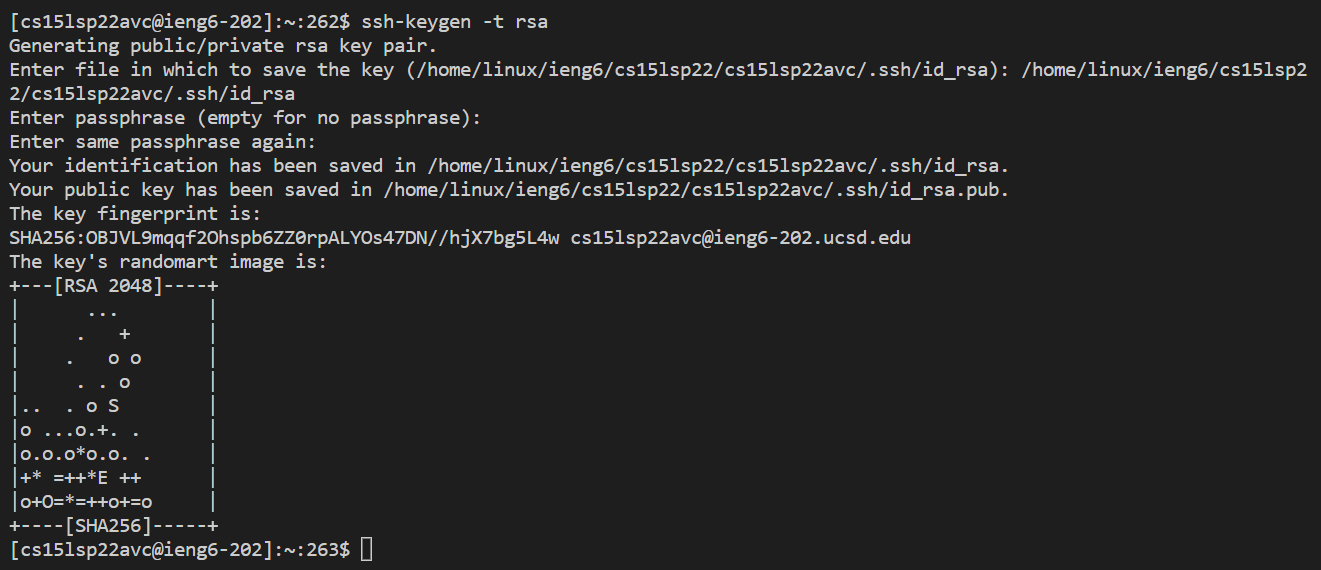 [cs15lsp22avc@ieng6-202]:~:262$ ssh-keygen -t rsa
Generating public/private rsa key pair.
Enter file in which to save the key (/home/linux/ieng6/cs15lsp22/cs15lsp22avc/.ssh/id_rsa): /home/linux/ieng6/cs15lsp2
2/cs15lsp22avc/.ssh/id_rsa
Enter passphrase (empty for no passphrase):
Enter same passphrase again:
Your identification has been saved in /home/linux/ieng6/cs15lsp22/cs15lsp22avc/.ssh/id_rsa.
Your public key has been saved in /home/linux/ieng6/cs15lsp22/cs15lsp22avc/.ssh/id_rsa.pub.
The key fingerprint is:
SHA256:OBJVL9mqqf2Ohspb6ZZ0rpALYOs47DN//hjX7bg5L4w cs15lsp22avc@ieng6-202.ucsd.edu
The key's randomart image is:
+---[RSA 2048]----+
|      ...        |
|     .   +       |
|    .   o o      |
|     . . o       |
|..  . o S        |
|o ...o.+. .      |
|o.o.o*o.o. .     |
|+* =++*E ++      |
|o+O=*=++o+=o     |
+----[SHA256]-----+
[cs15lsp22avc@ieng6-202]:~:263$